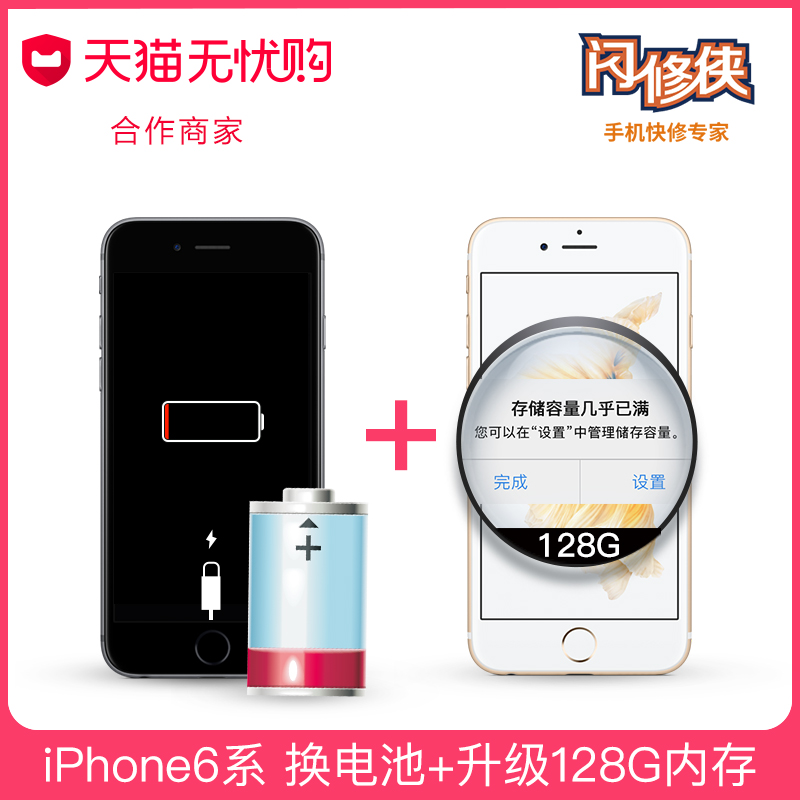 天猫无忧购
合作商家
闪修侠
手机快修专家
存储容量几乎已满
您可以在“设置”中管理储存容量。
完成 设置
128G
iPhone6系 换电池+升级128G内存